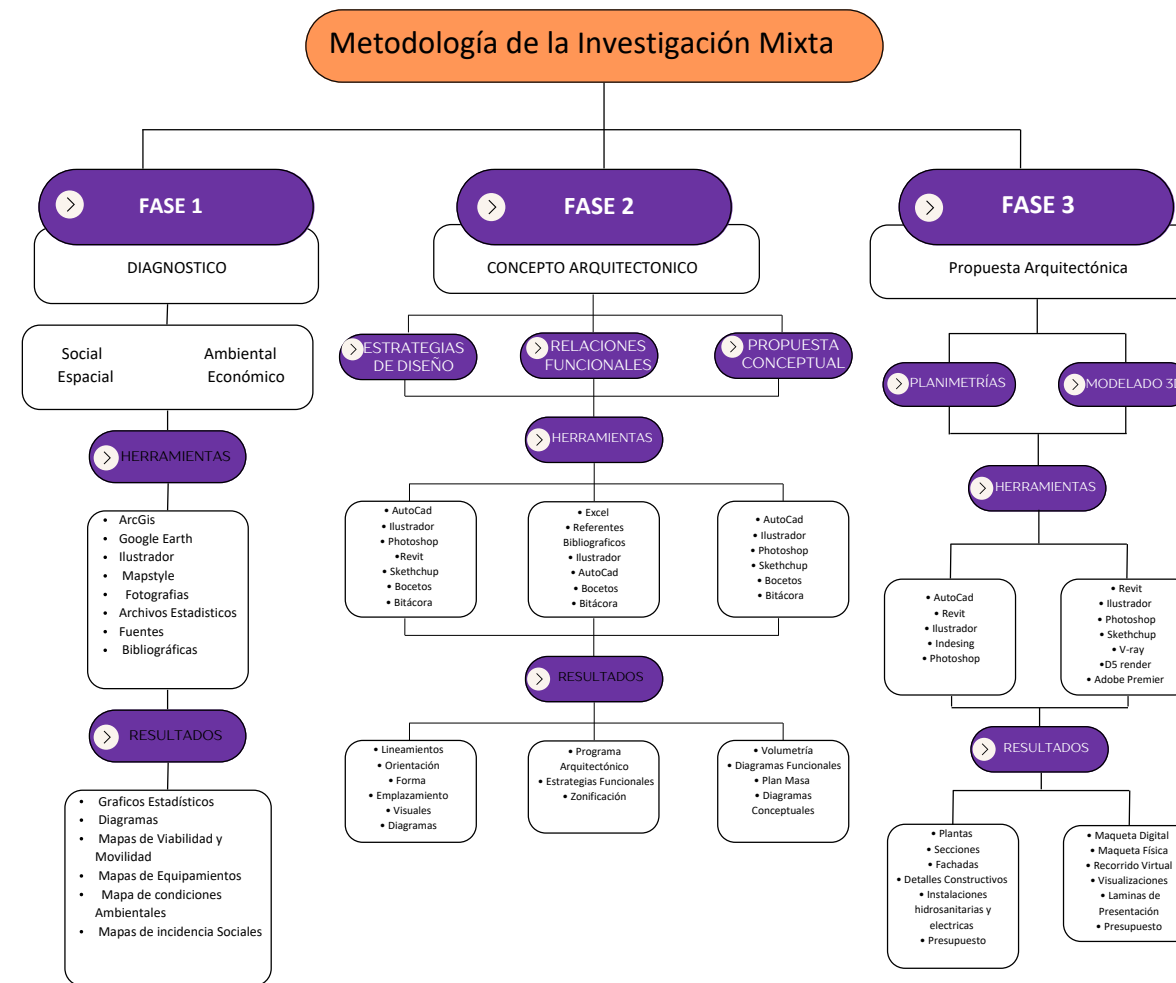 Metodología de la Investigación Mixta
FASE 1
DIAGNOSTICO
Social
Ambiental
Espacial
Económico
HERRAMIENTAS
• ArcGis
• Google Earth
• Ilustrador
• Mapstyle
• Fotografias
• Archivos Estadisticos
• Fuentes
• Bibliográficas
RESULTADOS
• Graficos Estadísticos
• Diagramas
• Mapas de Viabilidad y
Movilidad
• Mapas de Equipamientos
• Mapa de condiciones
Ambientales
• Mapas de incidencia Sociales
FASE 2
CONCEPTO ARQUITECTONICO
ESTRATEGIAS
DE DISEÑO
RELACIONES
FUNCIONALES
PROPUESTA
CONCEPTUAL
HERRAMIENTAS
• AutoCad
• Ilustrador
• Photoshop
•Revit
• Skethchup
• Bocetos
• Bitácora
• Excel
• Referentes
Bibliograficos
• Ilustrador
• AutoCad
• Bocetos
• Bitácora
• AutoCad
• Ilustrador
• Photoshop
• Skethchup
• Bocetos
• Bitácora
RESULTADOS
• Lineamientos
• Orientación
• Forma
• Emplazamiento
• Visuales
• Diagramas
• Programa
Arquitectónico
• Estrategias Funcionales
• Zonificación
• Volumetría
• Diagramas Funcionales
• Plan Masa
• Diagramas
Conceptuales
FASE 3
Propuesta Arquitectónica
PLANIMETRÍAS
MODELADO 3D
HERRAMIENTAS
• AutoCad
• Revit
• Ilustrador
• Indesing
• Photoshop
• Revit
• Ilustrador
• Photoshop
• Skethchup
• V-ray
•D5 render
• Adobe Premier
RESULTADOS
• Plantas
• Secciones
• Fachadas
• Detalles Constructivos
• Instalaciones
hidrosanitarias y
electricas
• Presupuesto
• Maqueta Digital
• Maqueta Física
• Recorrido Virtual
• Visualizaciones
• Laminas de
Presentación
• Presupuesto